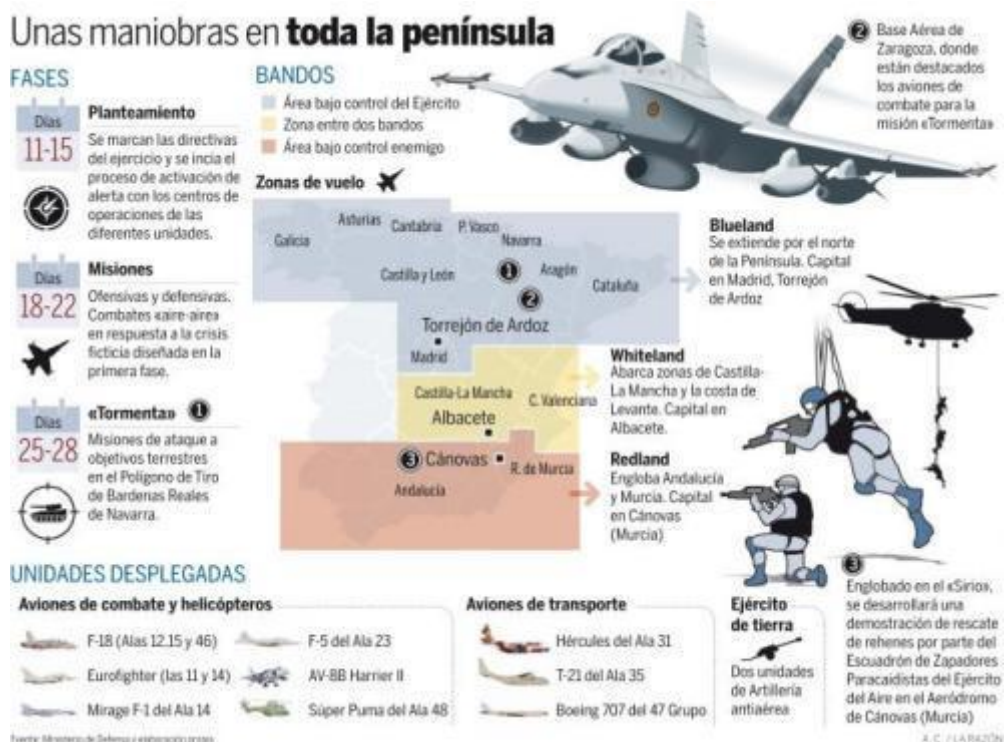 Unas maniobras en toda la península
FASES
Días
11-15
Planteamiento
Se marcan las directivas
del ejercicio y se incia el
proceso de activación de
alerta con los centros de
operaciones de las
diferentes unidades.
Días
18-22
Misiones
Ofensivas y defensivas.
Combates «aire-aire»
en respuesta a la crisis
ficticia diseñada en la
primera fase.
Días
25-28
«Tormenta» 1
Misiones de ataque a
objetivos terrestres
en el Polígono de Tiro
de Bardenas Reales
de Navarra.
BANDOS
Área bajo control del Ejército
Zona entre dos bandos
Área bajo control enemigo
Zonas de vuelo
Galicia
Asturias
Cantabria
P. Vasco
Navarra
Castilla y León
1
Aragón
2
Cataluña
Torrejón de Ardoz
Madrid
Castilla-La Mancha
C. Valenciana
Albacete
3 Cánovas
R. de Murcia
Andalucía
2 Base Aérea de
Zaragoza, donde
están destacados
los aviones de
combate para la
misión «Tormenta»
Blueland
Se extiende por el norte
de la Península. Capital
en Madrid, Torrejón
de Ardoz
Whiteland
Abarca zonas de Castilla-
La Mancha y la costa de
Levante. Capital en
Albacete.
Redland
Engloba Andalucía
y Murcia. Capital
en Cánovas
(Murcia)
3
Englobado en el «Sirio»,
se desarrollará una
demostración de rescate
de rehenes por parte del
Escuadrón de Zapadores
Paracaidistas del Ejército
del Aire en el Aeródromo
de Cánovas (Murcia)
UNIDADES DESPLEGADAS
Aviones de combate y helicópteros
F-18 (Alas 12,15 y 46)
Eurofighter (las 11 y 14)
Mirage F-1 del Ala 14
F-5 del Ala 23
AV-8B Harrier II
Súper Puma del Ala 48
Aviones de transporte
Hércules del Ala 31
T-21 del Ala 35
Boeing 707 del 47 Grupo
Ejército
de tierra
Dos unidades
de Artillería
antiaérea
Fuente: Ministerio de Defensa y elaboración propia
A. C. / LA RAZÓN